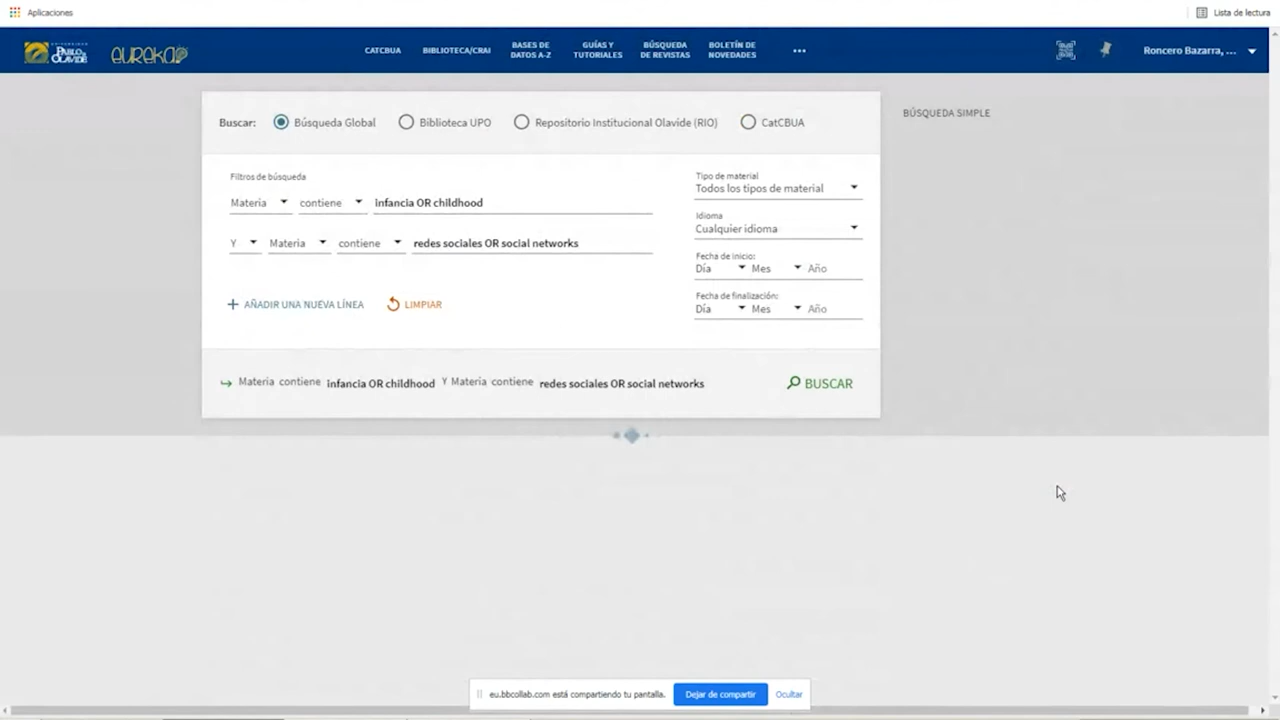 Aplicaciones
Lista de lectura
UNIVERSIDAD
PABLO
OLAVIDE
eureka
CATCBUA
BIBLIOTECA/CRAI
BASES DE
DATOS A-Z
GUÍAS Y
TUTORIALES
BÚSQUEDA
DE REVISTAS
BOLETÍN DE
NOVEDADES
Roncero Bazarra, ...
Buscar:
Búsqueda Global
Biblioteca UPO
Repositorio Institucional Olavide (RIO)
CatCBUA
BÚSQUEDA SIMPLE
Filtros de búsqueda
Materia contiene infancia OR childhood
Y Materia contiene redes sociales OR social networks
Tipo de material
Todos los tipos de material
Idioma
Cualquier idioma
Fecha de inicio:
Día Mes Año
Fecha de finalización:
Día Mes Año
AÑADIR UNA NUEVA LÍNEA
LIMPIAR
Materia contiene infancia OR childhood Y Materia contiene redes sociales OR social networks
BUSCAR
eu.bbcollab.com está compartiendo tu pantalla.
Dejar de compartir
Ocultar